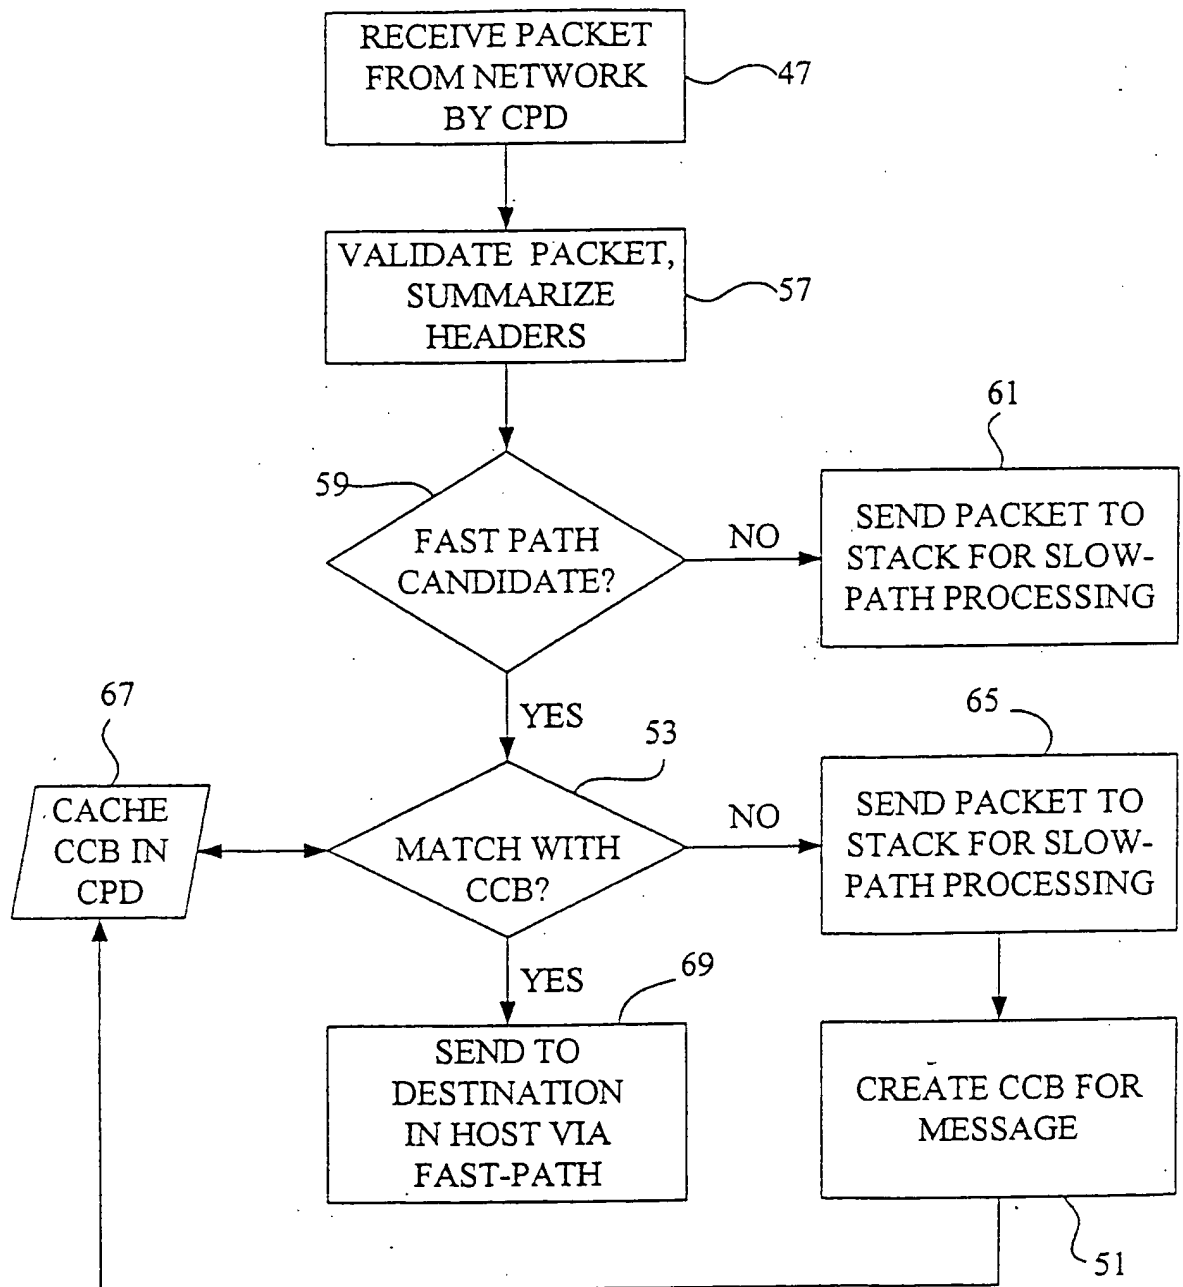 RECEIVE PACKET
FROM NETWORK
BY CPD
47
VALIDATE PACKET,
SUMMARIZE
HEADERS
57
59
FAST PATH
CANDIDATE?
NO
61
SEND PACKET TO
STACK FOR SLOW-
PATH PROCESSING
YES
67
CACHE
CCB IN
CPD
53
MATCH WITH
CCB?
NO
65
SEND PACKET TO
STACK FOR SLOW-
PATH PROCESSING
YES
69
SEND TO
DESTINATION
IN HOST VIA
FAST-PATH
CREATE CCB FOR
MESSAGE
51